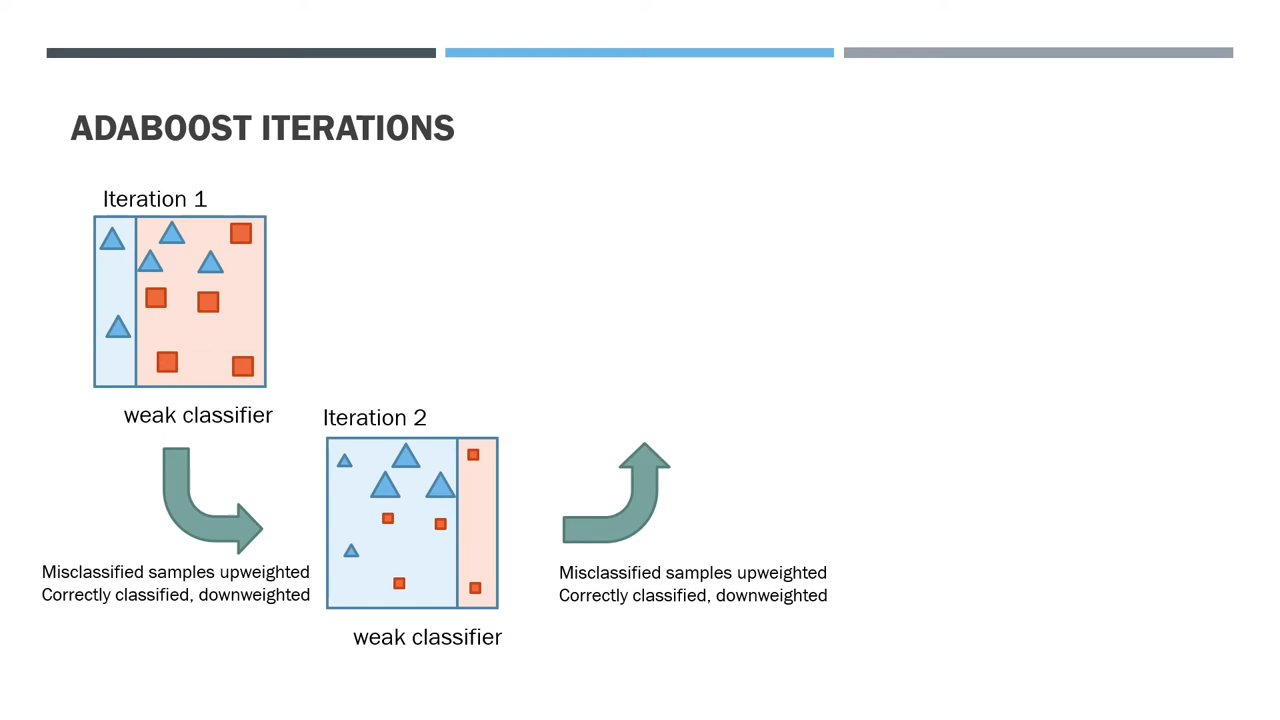 ADABOOST ITERATIONS
Iteration 1
weak classifier
Misclassified samples upweighted
Correctly classified, downweighted
Iteration 2
weak classifier
Misclassified samples upweighted
Correctly classified, downweighted